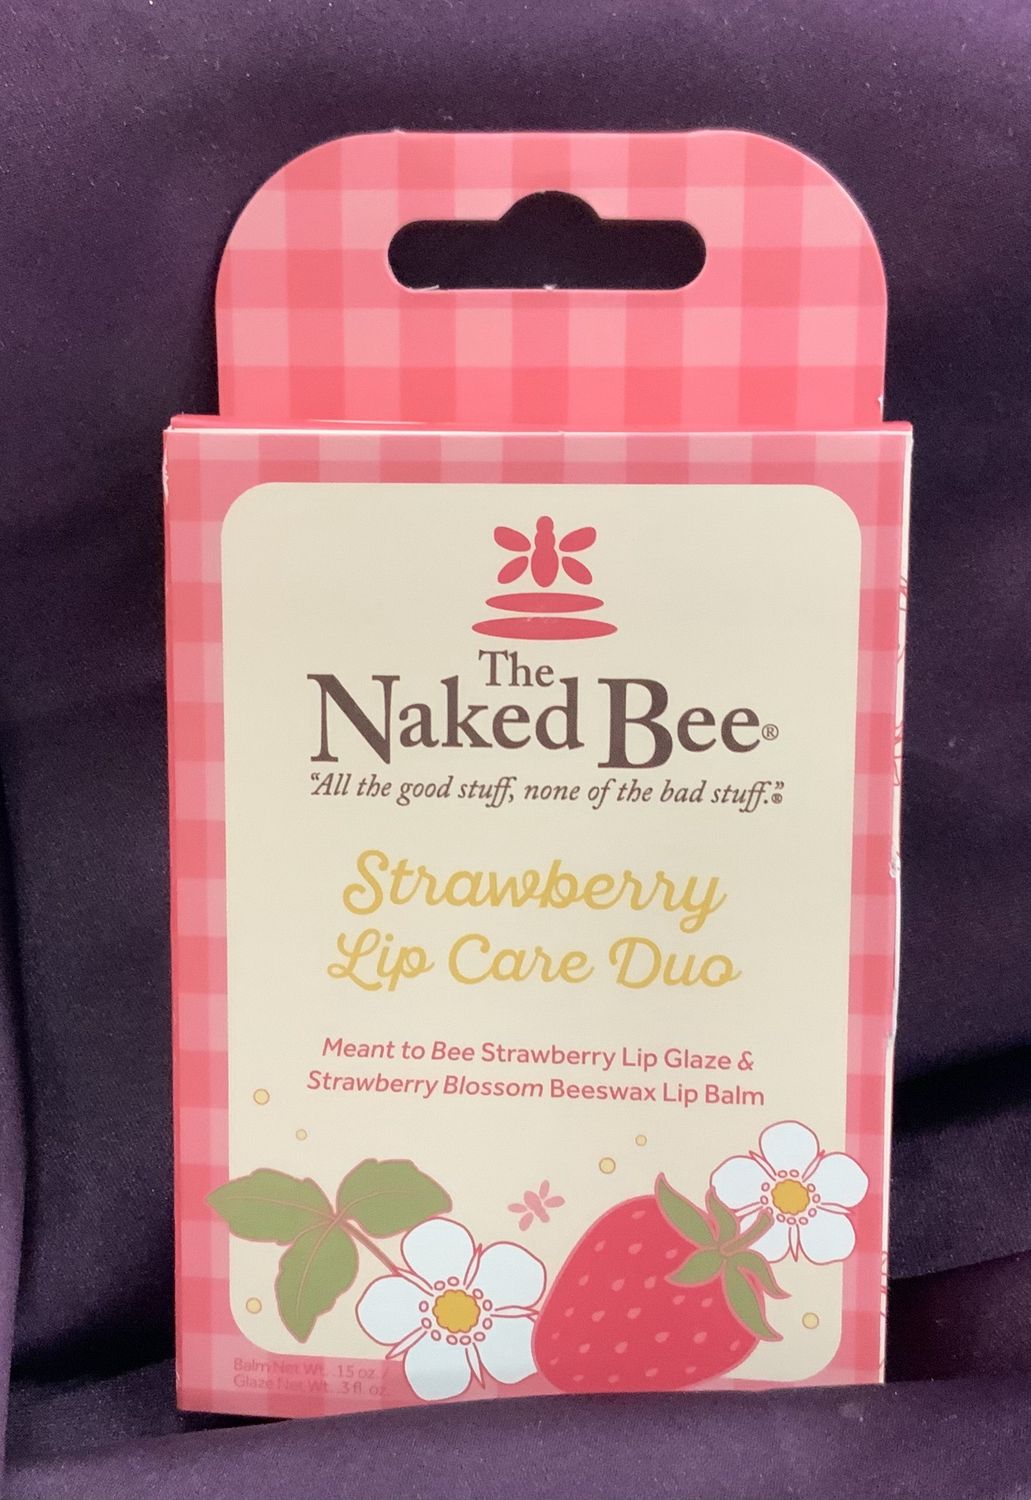 The
Naked Bee®
“All the good stuff, none of the bad stuff.”®
Strawberry
Lip Care Duo
Meant to Bee Strawberry Lip Glaze &
Strawberry Blossom Beeswax Lip Balm
Balm Net Wt. .15 oz. /
Glaze Net Wt. .3 fl. oz.